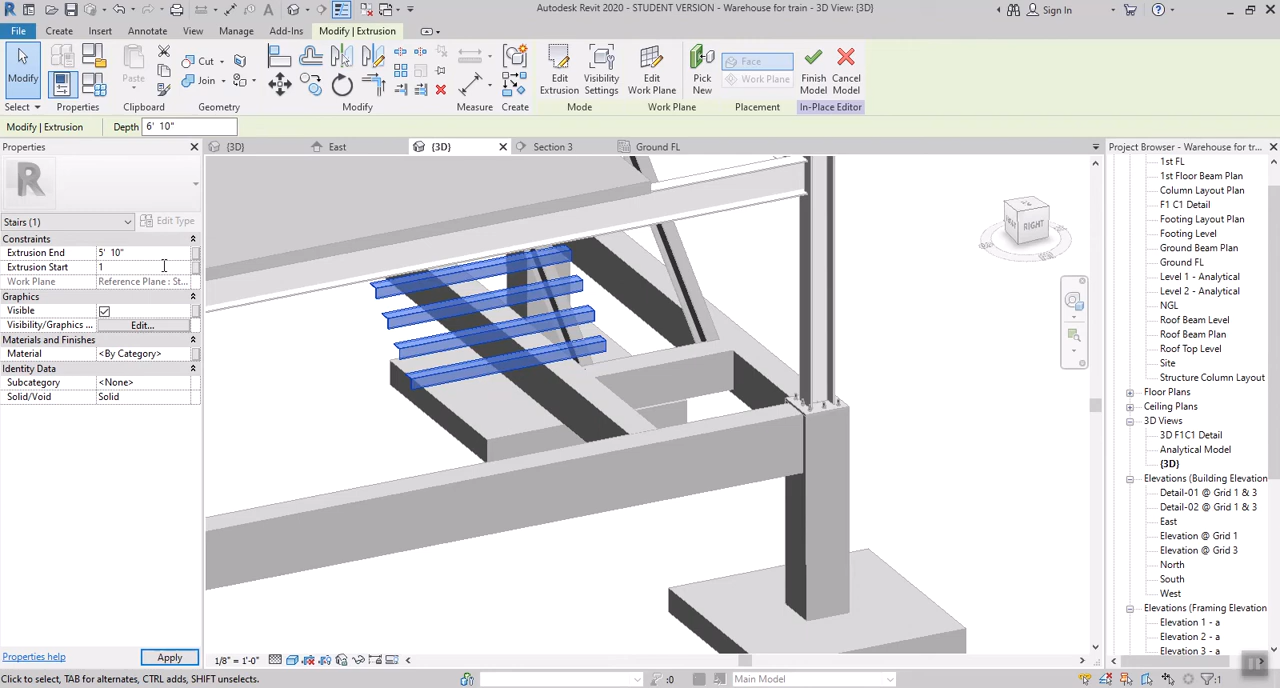 Autodesk Revit 2020 - STUDENT VERSION - Warehouse for train - 3D View: {3D}
Sign In
File Create Insert Annotate View Manage Add-Ins Modify | Extrusion
Modify
Paste
Cut
Join
Edit Extrusion
Visibility Settings
Edit Work Plane
Pick New
Face
Work Plane
Finish Model
Cancel Model
Select Properties Clipboard Geometry Modify Measure Create Mode Work Plane Placement In-Place Editor
Modify | Extrusion Depth 6' 10"
Properties
{3D} East {3D} Section 3 Ground FL
Project Browser - Warehouse for tr...
R
Stairs (1) Edit Type
Constraints
Extrusion End 5' 10"
Extrusion Start 1
Work Plane Reference Plane : St...
Graphics
Visible
Visibility/Graphics ... Edit...
Materials and Finishes
Material <By Category>
Identity Data
Subcategory <None>
Solid/Void Solid
RIGHT
1st FL
1st Floor Beam Plan
Column Layout Plan
F1 C1 Detail
Footing Layout Plan
Footing Level
Ground Beam Plan
Ground FL
Level 1 - Analytical
Level 2 - Analytical
NGL
Roof Beam Level
Roof Beam Plan
Roof Top Level
Site
Structure Column Layout
Floor Plans
Ceiling Plans
3D Views
3D F1C1 Detail
Analytical Model
{3D}
Elevations (Building Elevation
Detail-01 @ Grid 1 & 3
Detail-02 @ Grid 1 & 3
East
Elevation @ Grid 1
Elevation @ Grid 3
North
South
West
Elevations (Framing Elevation
Elevation 1 - a
Elevation 2 - a
Elevation 3 - a
Properties help Apply
1/8" = 1'-0"
Click to select, TAB for alternates, CTRL adds, SHIFT unselects.
:0
Main Model
:1